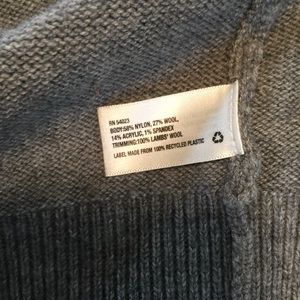 RN 54023
BODY:58% NYLON, 27% WOOL,
14% ACRYLIC, 1% SPANDEX
TRIMMING:100% LAMBS' WOOL
LABEL MADE FROM 100% RECYCLED PLASTIC